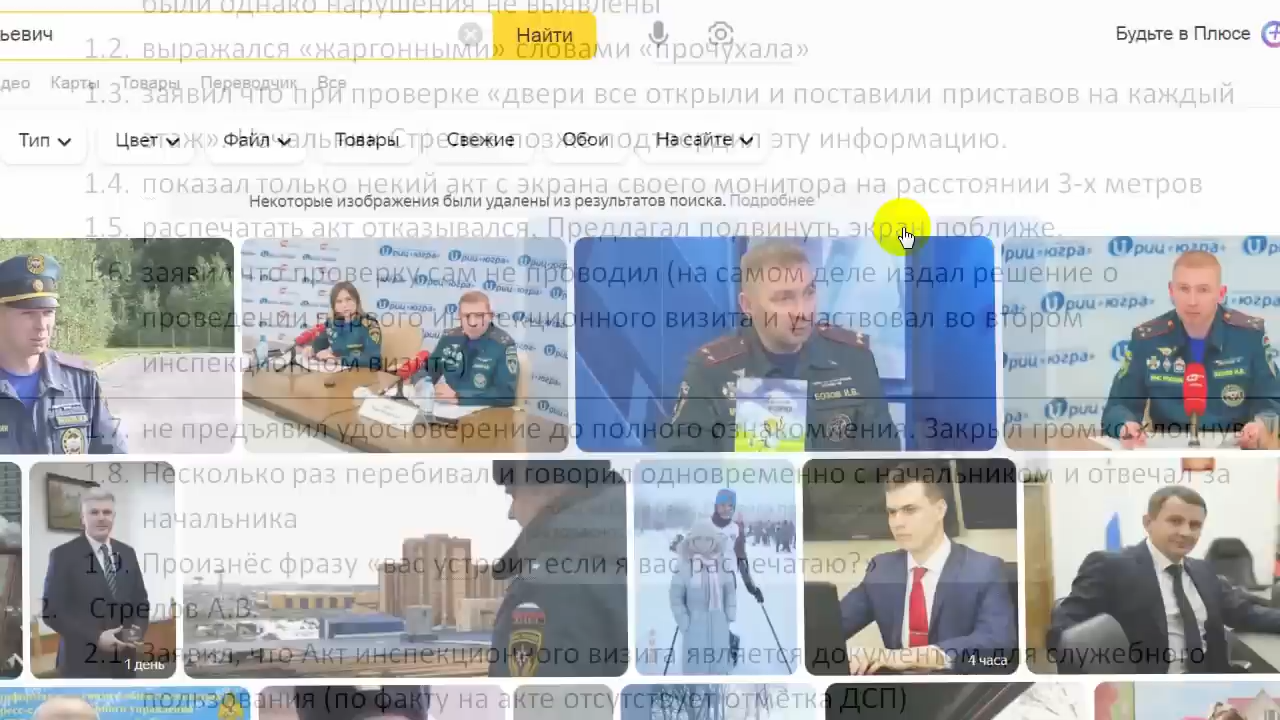 были однако нарушения не выявлены
ьевич
Найти
Будьте в Плюсе
1.2. выражался «жаргонными» словами «прочухала»
део Карты Товары Переводчик Все
1.3. заявил что при проверке «двери все открыли и поставили приставов на каждый
этаж». Начальник Стрелов позже подтвердил эту информацию.
Тип Цвет Файл Товары Свежие Обои На сайте
1.4. показал только некий акт с экрана своего монитора на расстоянии 3-х метров
Некоторые изображения были удалены из результатов поиска. Подробнее
1.5. распечатать акт отказывался. Предлагал подвинуть экран поближе.
1.6. заявил что проверку сам не проводил (на самом деле издал решение о
проведении первого инспекционного визита и участвовал во втором
инспекционном визите)
риц «югра»
БОЗОВ И.В.
1.7. не предъявил удостоверение до полного ознакомления. Закрыл громко хлопнув
1.8. Несколько раз перебивал и говорил одновременно с начальником и отвечал за
начальника
1.9. Произнёс фразу «вас устроит если я вас распечатаю?»
2. Стрелов А.В.
2.1. Заявил, что Акт инспекционного визита является документом для служебного
1 день
4 часа
пользования (по факту на акте отсутствует отметка ДСП)